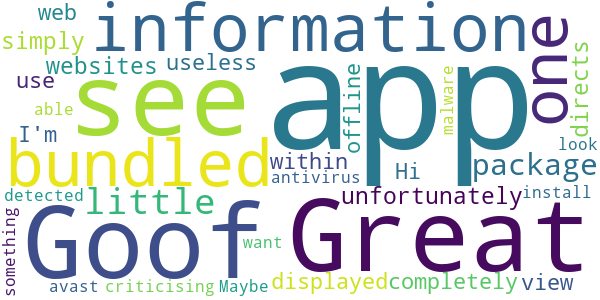 web
information
one
simply
websites
useless
see
app
use
offline
malware
directs
able
I'm
look
bundled
within
Hi
package
antivirus
detected
little
unfortunately
install
something
Goof
Great
want
avast
criticising
Maybe
displayed
completely
view